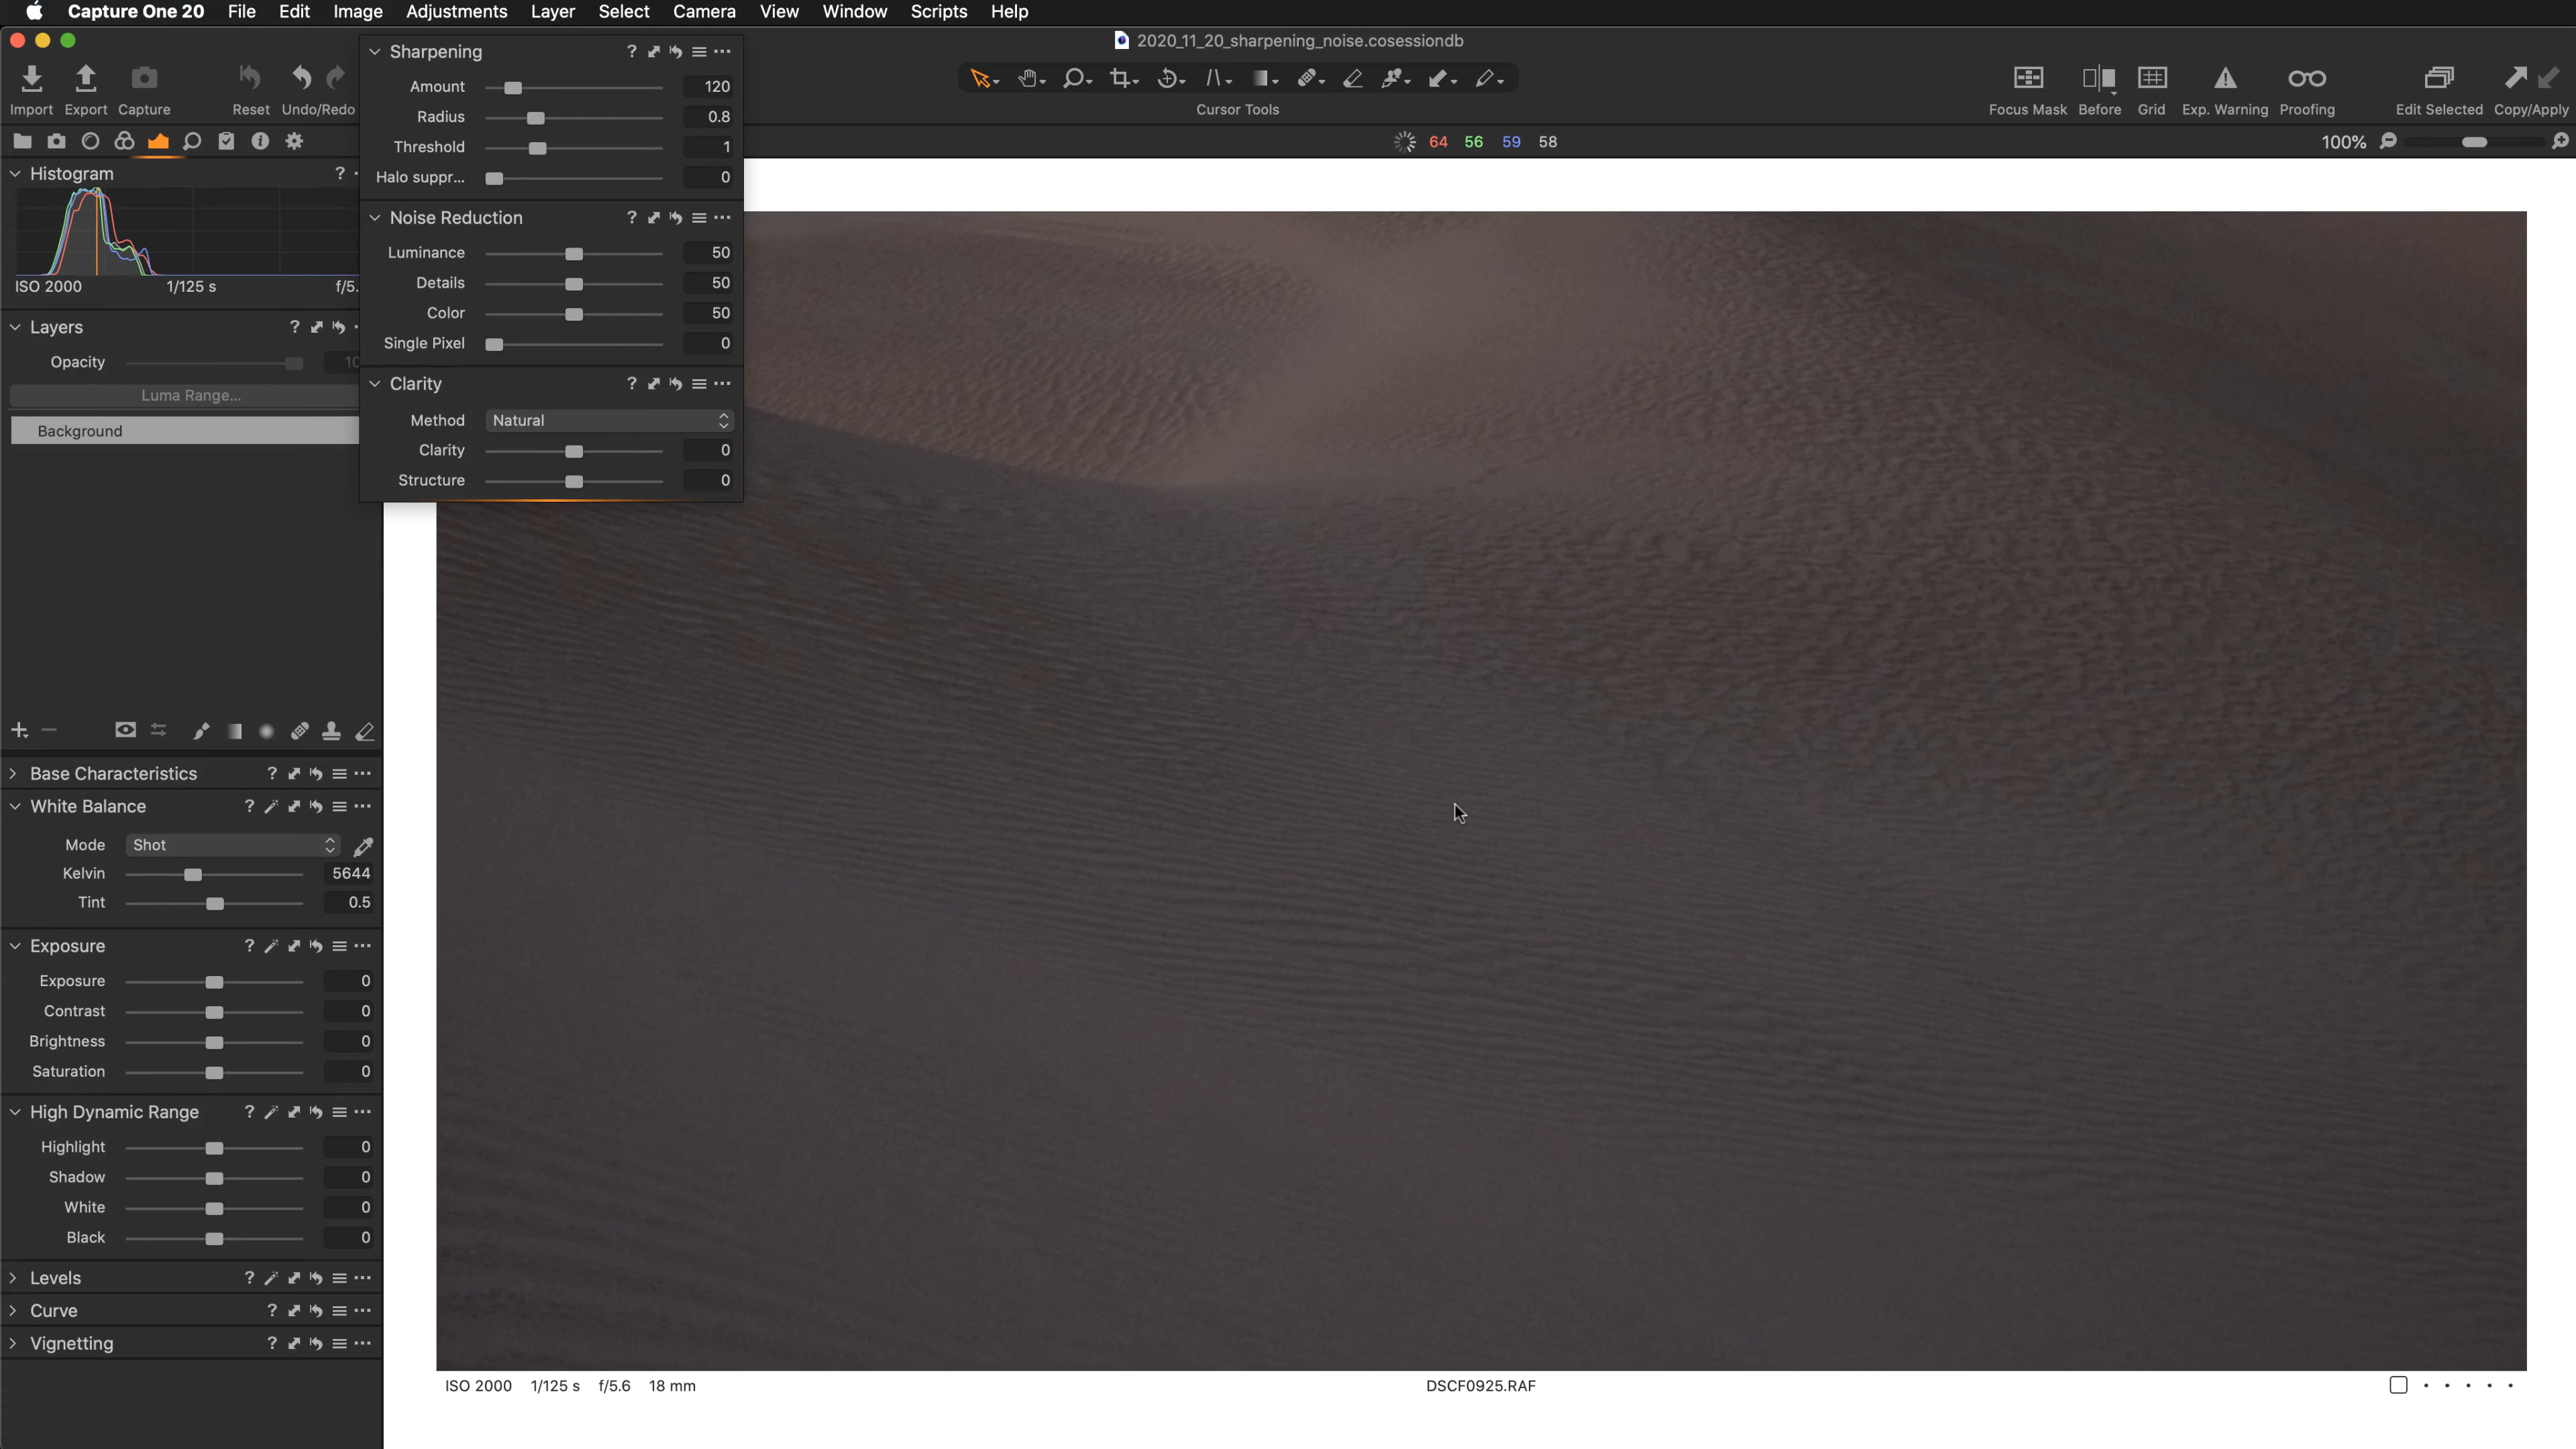 Capture One 20 File Edit Image Adjustments Layer Select Camera View Window Scripts Help
2020_11_20_sharpening_noise.cosessiondb
Import Export Capture Reset Undo/Redo
Cursor Tools
Focus Mask Before Grid Exp. Warning Proofing Edit Selected Copy/Apply
64 56 59 58
100%
Histogram ?
ISO 2000 1/125 s f/5.
Layers ?
Opacity 10
Luma Range...
Background
Sharpening ?
Amount 120
Radius 0.8
Threshold 1
Halo suppr... 0
Noise Reduction ?
Luminance 50
Details 50
Color 50
Single Pixel 0
Clarity ?
Method Natural
Clarity 0
Structure 0
Base Characteristics ?
White Balance ?
Mode Shot
Kelvin 5644
Tint 0.5
Exposure ?
Exposure 0
Contrast 0
Brightness 0
Saturation 0
High Dynamic Range ?
Highlight 0
Shadow 0
White 0
Black 0
Levels ?
Curve ?
Vignetting ?
ISO 2000 1/125 s f/5.6 18 mm
DSCF0925.RAF